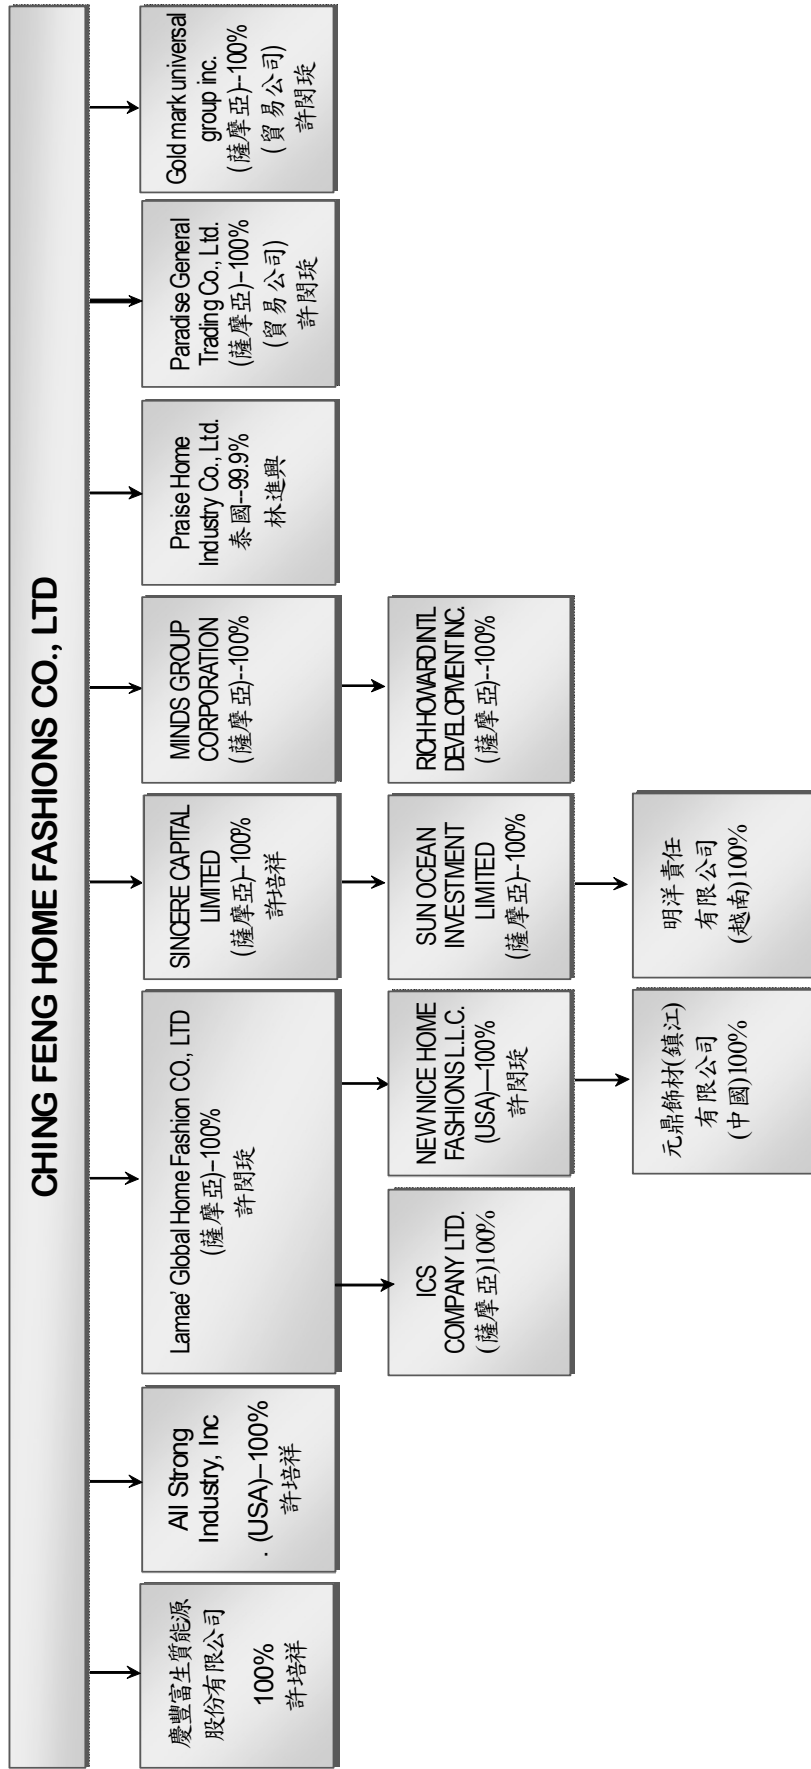 CHING FENG HOME FASHIONS CO., LTD
慶豐富生質能源
股份有限公司
100%
許培祥
All Strong
Industry, Inc
. (USA)–100%
許培祥
Lamae’ Global Home Fashion CO., LTD
(薩摩亞)–100%
許閔琁
SINCERE CAPITAL
LIMITED
(薩摩亞)–100%
許培祥
MINDS GROUP
CORPORATION
(薩摩亞)--100%
Praise Home
Industry Co., Ltd.
泰國--99.9%
林進興
Paradise General
Trading Co., Ltd.
(薩摩亞)–100%
(貿易公司)
許閔琁
Gold mark universal
group inc.
(薩摩亞)--100%
(貿易公司)
許閔琁
ICS
COMPANY LTD.
(薩摩亞)100%
NEW NICE HOME
FASHIONS L.L.C.
(USA)—100%
許閔琁
SUN OCEAN
INVESTMENT
LIMITED
(薩摩亞)--100%
RICH HOWARD INTL
DEVELOPMENT INC.
(薩摩亞)--100%
元鼎飾材(鎮江)
有限公司
(中國)100%
明洋責任
有限公司
(越南)100%